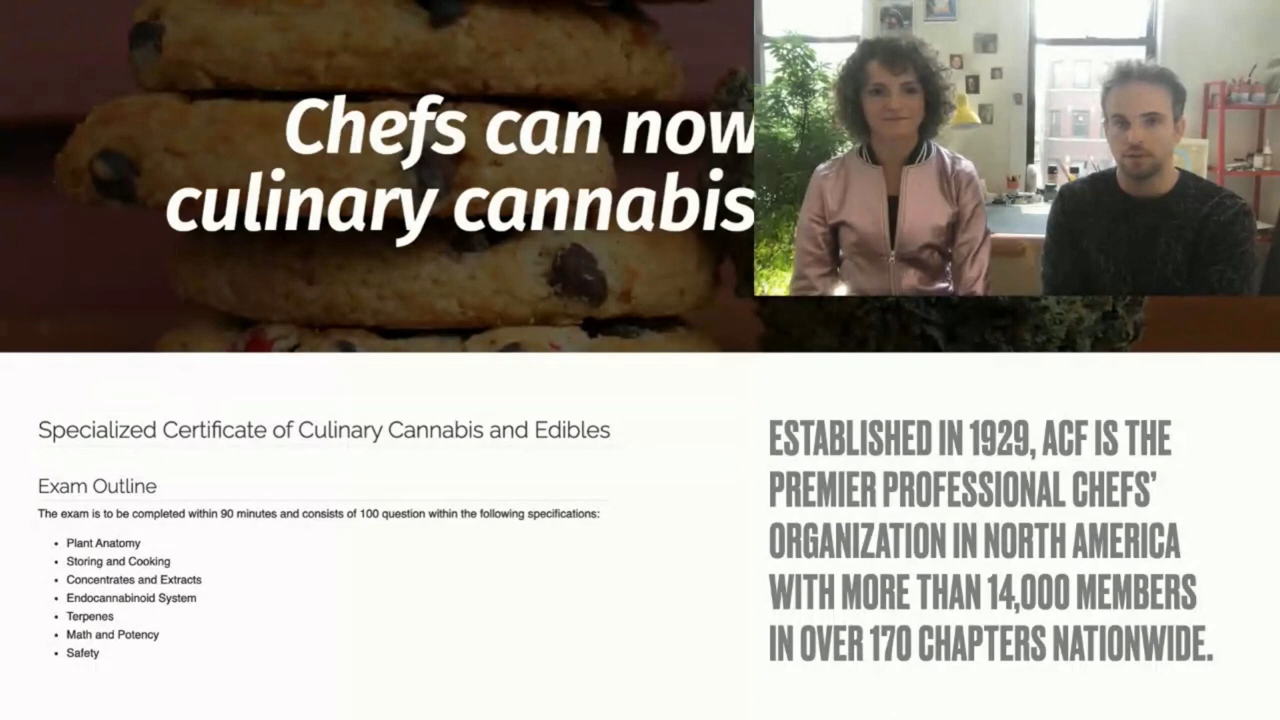 Chefs can now
culinary cannabis
Specialized Certificate of Culinary Cannabis and Edibles
Exam Outline
The exam is to be completed within 90 minutes and consists of 100 question within the following specifications:
• Plant Anatomy
• Storing and Cooking
• Concentrates and Extracts
• Endocannabinoid System
• Terpenes
• Math and Potency
• Safety
ESTABLISHED IN 1929, ACF IS THE
PREMIER PROFESSIONAL CHEFS’
ORGANIZATION IN NORTH AMERICA
WITH MORE THAN 14,000 MEMBERS
IN OVER 170 CHAPTERS NATIONWIDE.